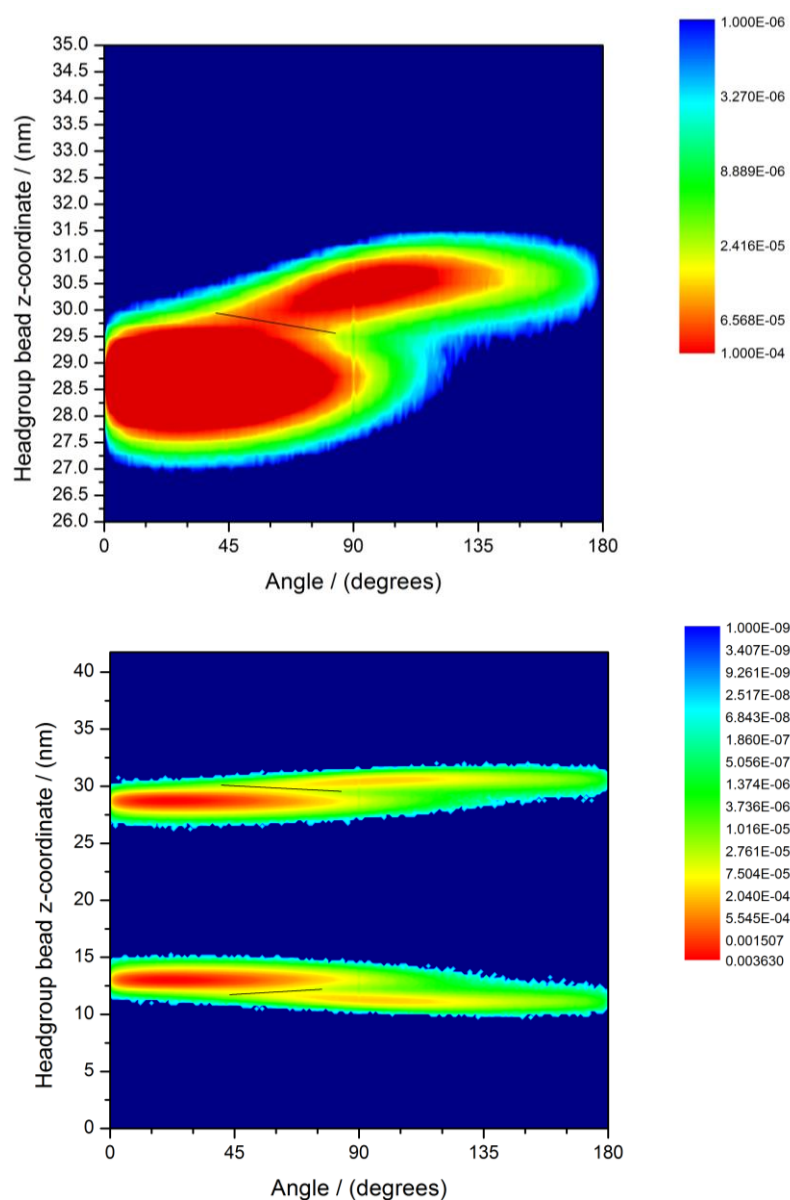 35.0
34.5
34.0
33.5
33.0
32.5
32.0
31.5
31.0
30.5
30.0
29.5
29.0
28.5
28.0
27.5
27.0
26.5
26.0
Headgroup bead z-coordinate / (nm)
0 45 90 135 180
Angle / (degrees)
1.000E-06
3.270E-06
8.889E-06
2.416E-05
6.568E-05
1.000E-04
40
35
30
25
20
15
10
5
0
Headgroup bead z-coordinate / (nm)
0 45 90 135 180
Angle / (degrees)
1.000E-09
3.407E-09
9.261E-09
2.517E-08
6.843E-08
1.860E-07
5.056E-07
1.374E-06
3.736E-06
1.016E-05
2.761E-05
7.504E-05
2.040E-04
5.545E-04
0.001507
0.003630